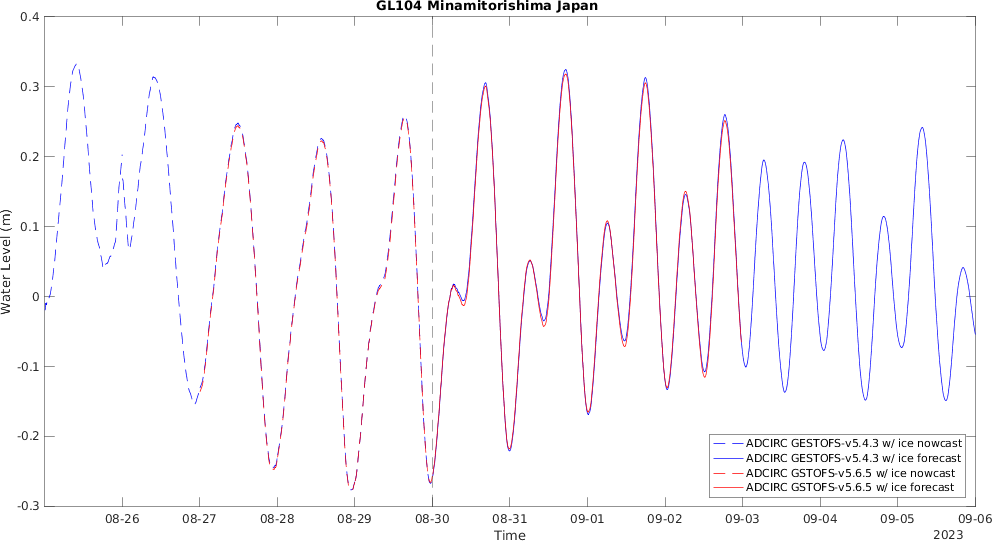 GL104 Minamitorishima Japan
0.4
0.3
0.2
0.1
0
-0.1
-0.2
-0.3
Water Level (m)
ADCIRC GESTOFS-v5.4.3 w/ ice nowcast
ADCIRC GESTOFS-v5.4.3 w/ ice forecast
ADCIRC GSTOFS-v5.6.5 w/ ice nowcast
ADCIRC GSTOFS-v5.6.5 w/ ice forecast
08-26 08-27 08-28 08-29 08-30 08-31 09-01 09-02 09-03 09-04 09-05 09-06
Time
2023